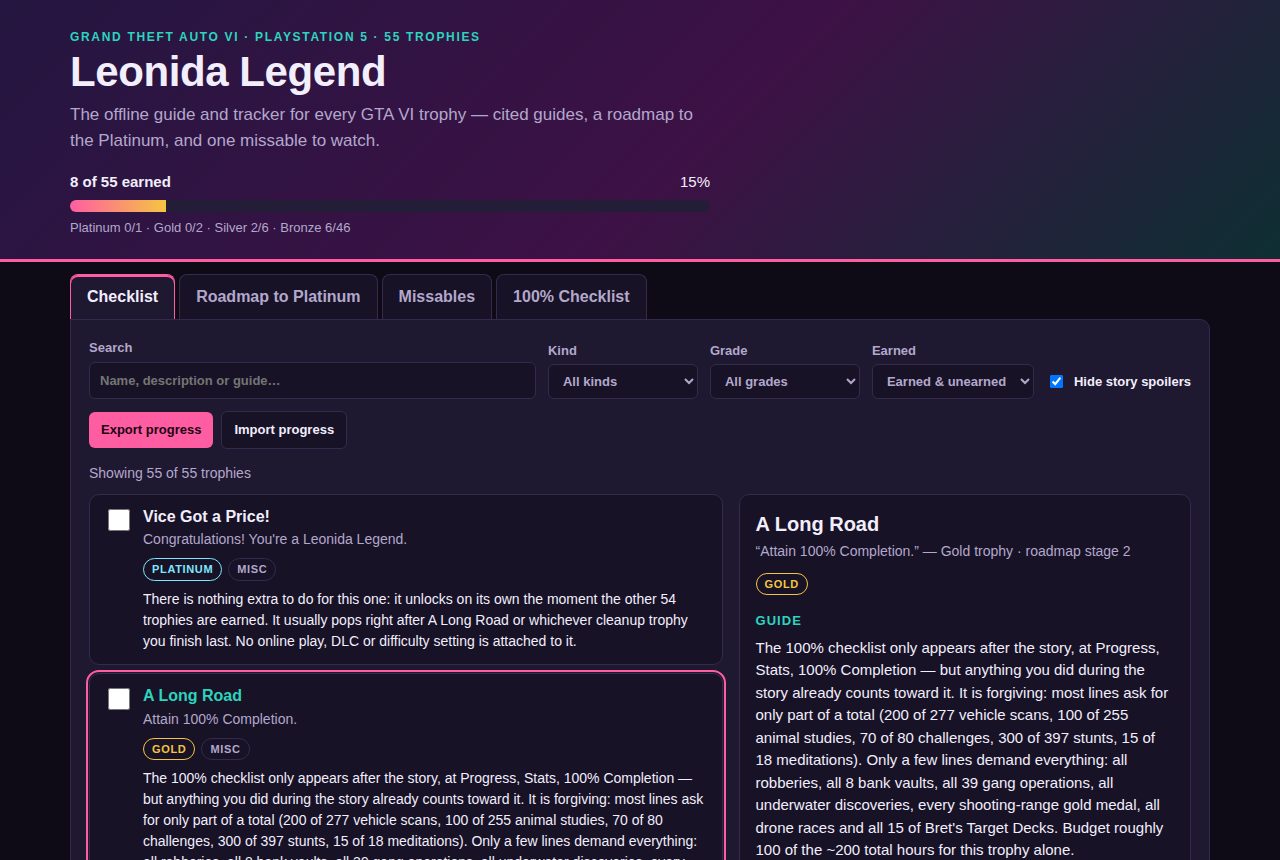 GRAND THEFT AUTO VI · PLAYSTATION 5 · 55 TROPHIES
Leonida Legend
The offline guide and tracker for every GTA VI trophy — cited guides, a roadmap to
the Platinum, and one missable to watch.
8 of 55 earned
15%
Platinum 0/1 · Gold 0/2 · Silver 2/6 · Bronze 6/46
Checklist
Roadmap to Platinum
Missables
100% Checklist
Search
Kind
Grade
Earned
Name, description or guide…
All kinds
All grades
Earned & unearned
Hide story spoilers
Export progress
Import progress
Showing 55 of 55 trophies
Vice Got a Price!
Congratulations! You're a Leonida Legend.
PLATINUM
MISC
There is nothing extra to do for this one: it unlocks on its own the moment the other 54
trophies are earned. It usually pops right after A Long Road or whichever cleanup trophy
you finish last. No online play, DLC or difficulty setting is attached to it.
A Long Road
Attain 100% Completion.
GOLD
MISC
The 100% checklist only appears after the story, at Progress, Stats, 100% Completion —
but anything you did during the story already counts toward it. It is forgiving: most lines ask
for only part of a total (200 of 277 vehicle scans, 100 of 255 animal studies, 70 of 80
challenges, 300 of 397 stunts, 15 of 18 meditations). Only a few lines demand everything:
all robberies, all 8 bank vaults, all 39 gang operations, all underwater discoveries, every
A Long Road
“Attain 100% Completion.” — Gold trophy · roadmap stage 2
GOLD
GUIDE
The 100% checklist only appears after the story, at Progress,
Stats, 100% Completion — but anything you did during the
story already counts toward it. It is forgiving: most lines ask for
only part of a total (200 of 277 vehicle scans, 100 of 255
animal studies, 70 of 80 challenges, 300 of 397 stunts, 15 of
18 meditations). Only a few lines demand everything: all
robberies, all 8 bank vaults, all 39 gang operations, all
underwater discoveries, every shooting-range gold medal, all
drone races and all 15 of Bret's Target Decks. Budget roughly
100 of the ~200 total hours for this trophy alone.